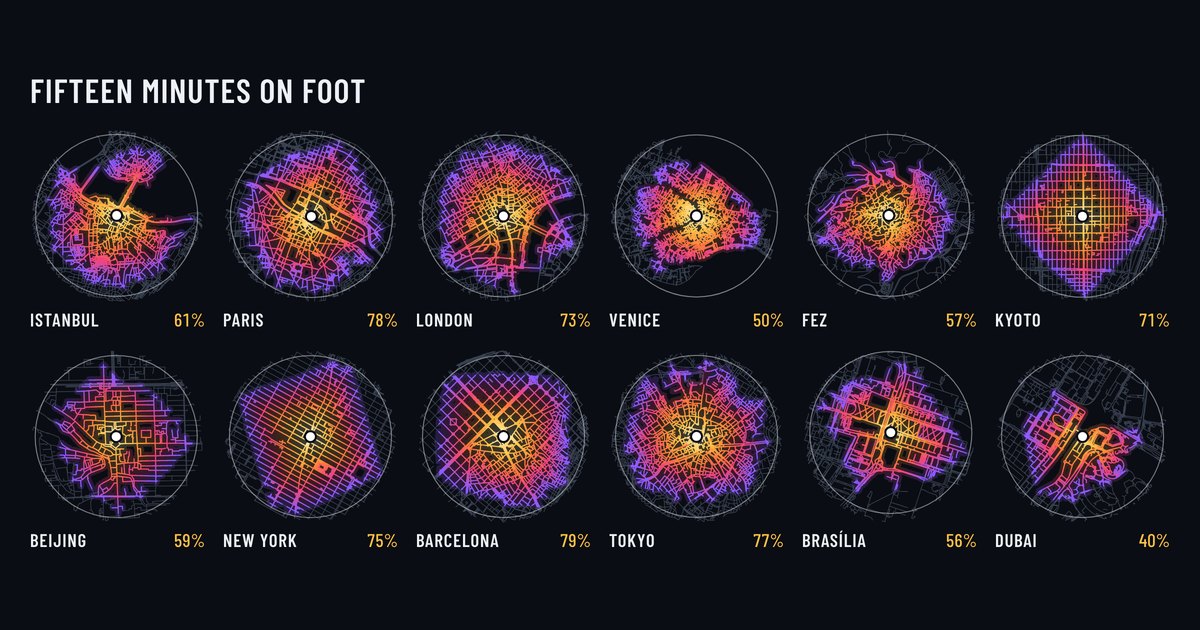 FIFTEEN MINUTES ON FOOT
ISTANBUL 61%
PARIS 78%
LONDON 73%
VENICE 50%
FEZ 57%
KYOTO 71%
BEIJING 59%
NEW YORK 75%
BARCELONA 79%
TOKYO 77%
BRASÍLIA 56%
DUBAI 40%